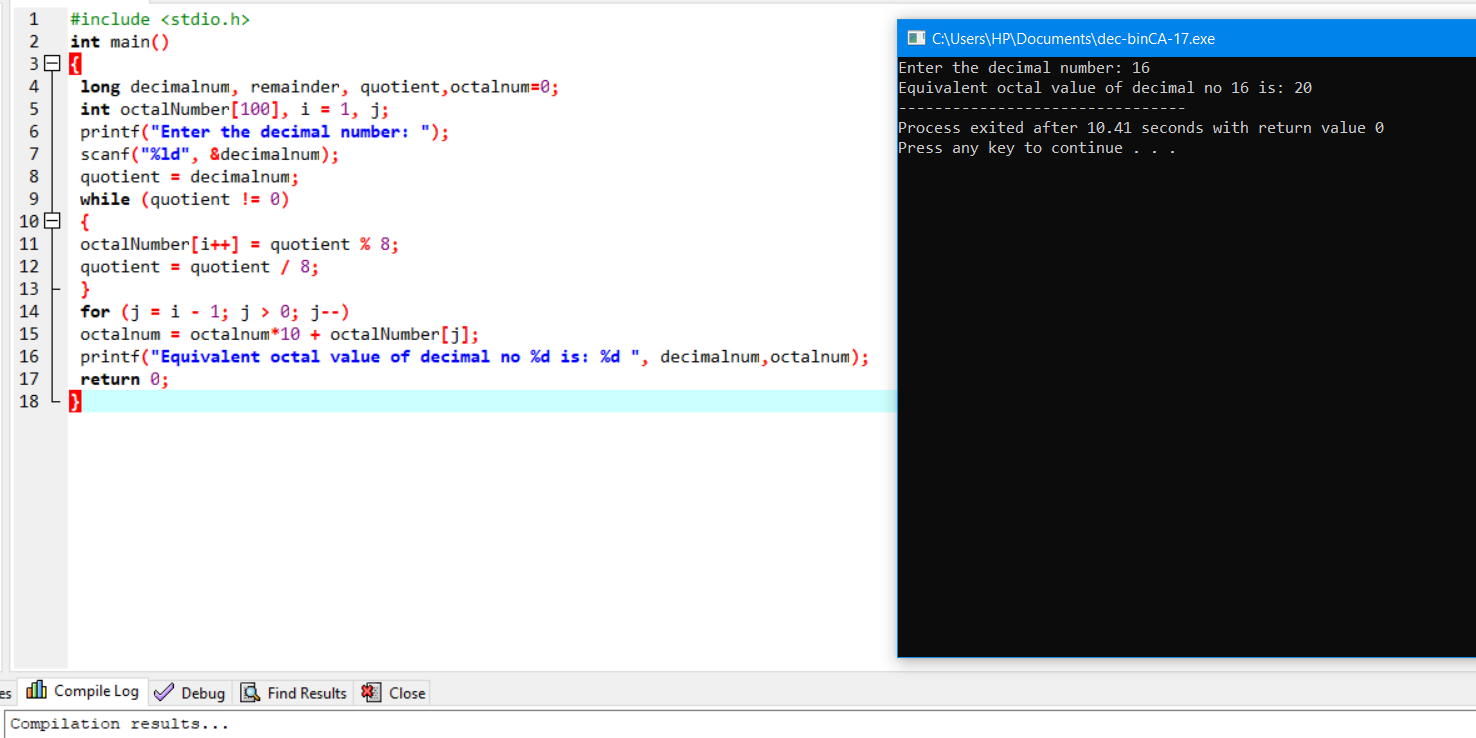 1 #include <stdio.h>
2 int main()
3 {
4 long decimalnum, remainder, quotient,octalnum=0;
5 int octalNumber[100], i = 1, j;
6 printf("Enter the decimal number: ");
7 scanf("%ld", &decimalnum);
8 quotient = decimalnum;
9 while (quotient != 0)
10 {
11 octalNumber[i++] = quotient % 8;
12 quotient = quotient / 8;
13 }
14 for (j = i - 1; j > 0; j--)
15 octalnum = octalnum*10 + octalNumber[j];
16 printf("Equivalent octal value of decimal no %d is: %d ", decimalnum,octalnum);
17 return 0;
18 }
C:\Users\HP\Documents\dec-binCA-17.exe
Enter the decimal number: 16
Equivalent octal value of decimal no 16 is: 20
--------------------------------
Process exited after 10.41 seconds with return value 0
Press any key to continue . . .
es Compile Log Debug Find Results Close
Compilation results...